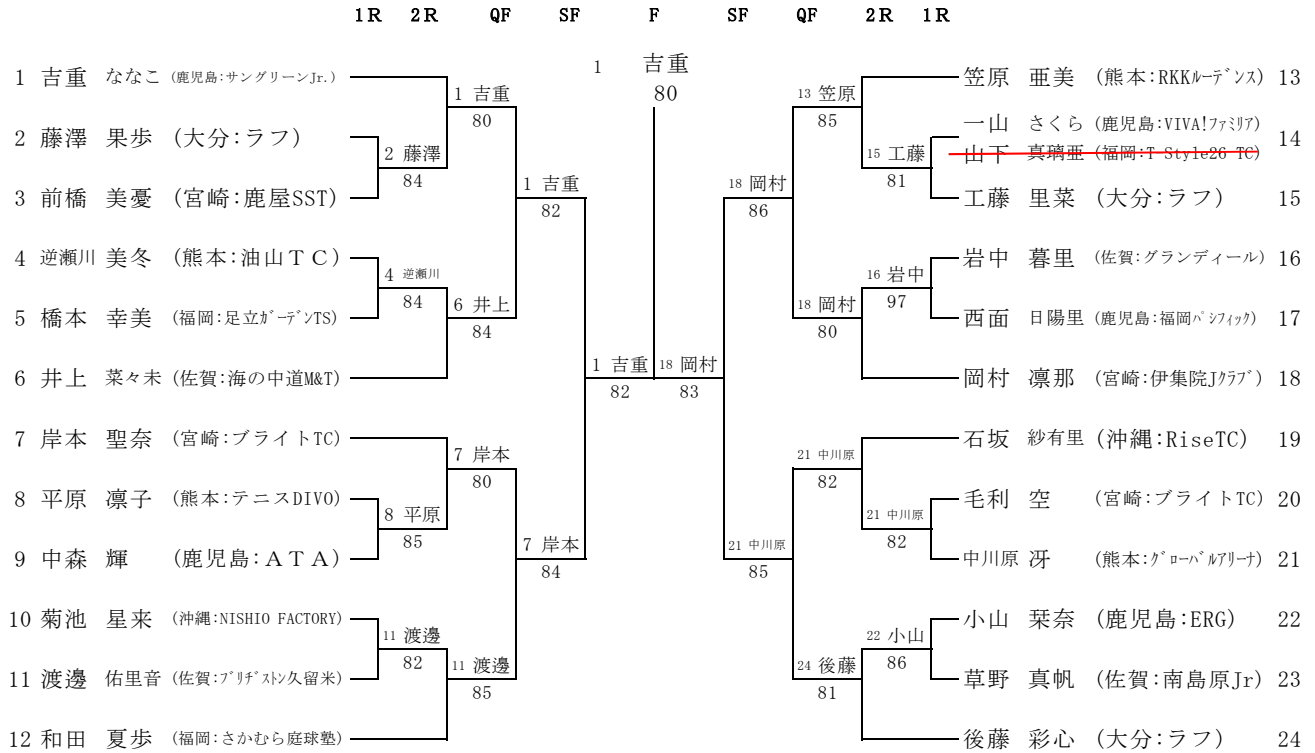 1R 2R QF SF F SF QF 2R 1R
1 吉重
80
1 吉重 ななこ (鹿児島:サングリーンJr.)
2 藤澤 果歩 (大分:ラフ)
3 前橋 美憂 (宮崎:鹿屋SST)
4 逆瀬川 美冬 (熊本:油山TC)
5 橋本 幸美 (福岡:足立ガーデンTS)
6 井上 菜々未 (佐賀:海の中道M&T)
7 岸本 聖奈 (宮崎:ブライトTC)
8 平原 凛子 (熊本:テニスDIVO)
9 中森 輝 (鹿児島:ATA)
10 菊池 星来 (沖縄:NISHIO FACTORY)
11 渡邊 佑里音 (佐賀:ブリヂストン久留米)
12 和田 夏歩 (福岡:さかむら庭球塾)
2 藤澤
84
4 逆瀬川
84
8 平原
85
11 渡邊
82
1 吉重
80
6 井上
84
7 岸本
80
11 渡邊
85
1 吉重
82
7 岸本
84
1 吉重
82
18 岡村
83
18 岡村
86
21 中川原
85
13 笠原
85
18 岡村
80
21 中川原
82
24 後藤
81
15 工藤
81
16 岩中
97
21 中川原
82
22 小山
86
笠原 亜美 (熊本:RKKルーデンス) 13
一山 さくら (鹿児島:VIVA!ファミリア) 14
山下 真璃亜 (福岡:T-Style26 TC)
工藤 里菜 (大分:ラフ) 15
岩中 暮里 (佐賀:グランディール) 16
西面 日陽里 (鹿児島:福岡パシフィック) 17
岡村 凛那 (宮崎:伊集院Jクラブ) 18
石坂 紗有里 (沖縄:RiseTC) 19
毛利 空 (宮崎:ブライトTC) 20
中川原 冴 (熊本:グローバルアリーナ) 21
小山 栞奈 (鹿児島:ERG) 22
草野 真帆 (佐賀:南島原Jr) 23
後藤 彩心 (大分:ラフ) 24